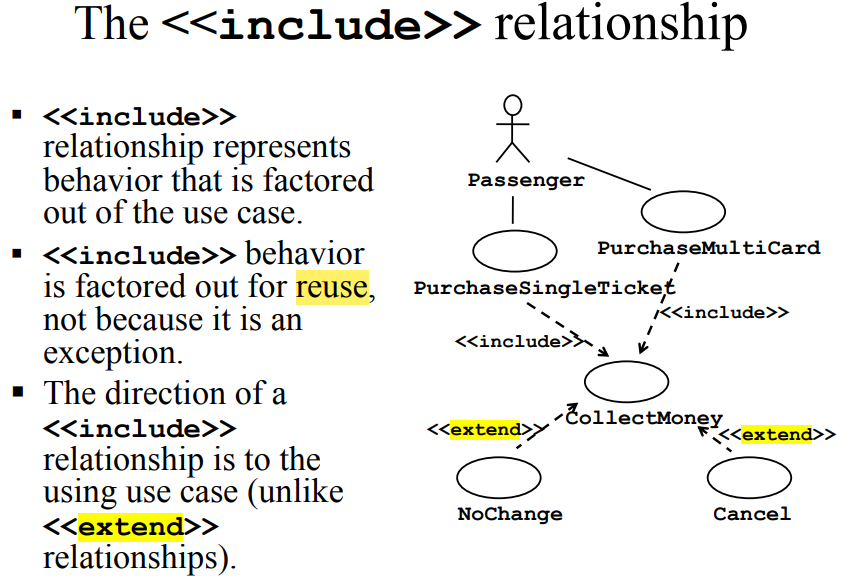 The <<include>> relationship
▪ <<include>>
relationship represents
behavior that is factored
out of the use case.
▪ <<include>> behavior
is factored out for reuse,
not because it is an
exception.
▪ The direction of a
<<include>>
relationship is to the
using use case (unlike
<<extend>>
relationships).
Passenger
PurchaseMultiCard
PurchaseSingleTicket
<<include>>
<<include>>
CollectMoney
<<extend>>
<<extend>>
NoChange
Cancel